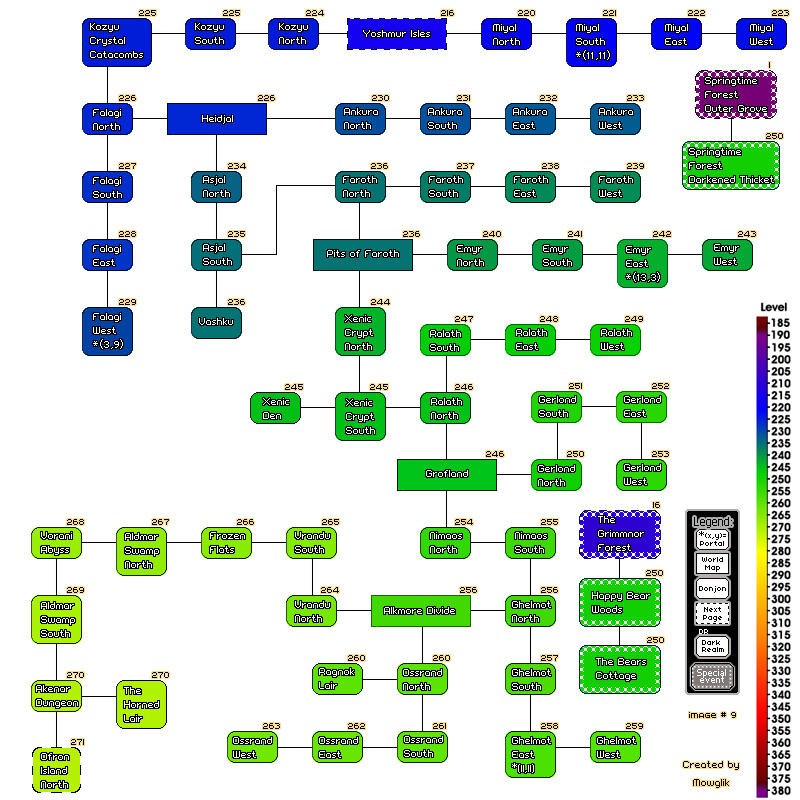 225
Kozyu
Crystal
Catacombs
225
Kozyu
South
224
Kozyu
North
216
Yoshmur Isles
220
Miyal
North
221
Miyal
South
*(11,11)
222
Miyal
East
223
Miyal
West
1
Springtime
Forest
Outer Grove
250
Springtime
Forest
Darkened Thicket
226
Falagi
North
226
Heidjal
230
Ankura
North
231
Ankura
South
232
Ankura
East
233
Ankura
West
227
Falagi
South
234
Asjal
North
236
Faroth
North
237
Faroth
South
238
Faroth
East
239
Faroth
West
228
Falagi
East
235
Asjal
South
236
Pits of Faroth
240
Emyr
North
241
Emyr
South
242
Emyr
East
*(13,3)
243
Emyr
West
229
Falagi
West
*(3,9)
236
Vashku
244
Xenic
Crypt
North
247
Ralath
South
248
Ralath
East
249
Ralath
West
245
Xenic
Den
245
Xenic
Crypt
South
246
Ralath
North
251
Gerlond
South
252
Gerlond
East
246
Grofland
250
Gerlond
North
253
Gerlond
West
268
Vorani
Abyss
267
Aldmar
Swamp
North
266
Frozen
Flats
265
Urandu
South
254
Nimaos
North
255
Nimaos
South
16
The
Grimmnor
Forest
269
Aldmar
Swamp
South
264
Urandu
North
256
Alkmore Divide
256
Ghelmot
North
250
Happy Bear
Woods
270
Akenar
Dungeon
270
The
Horned
Lair
260
Ragnok
Lair
260
Ossrand
North
257
Ghelmot
South
250
The Bears
Cottage
271
Ofron
Island
North
263
Ossrand
West
262
Ossrand
East
261
Ossrand
South
258
Ghelmot
East
*(11,11)
259
Ghelmot
West
Legend:
*(x,y)=
Portal
World
Map
Donjon
Next
Page
DR
Dark
Realm
Special
event
image # 9
Created by
Mowglik
Level
185
190
195
200
205
210
215
220
225
230
235
240
245
250
255
260
265
270
275
280
285
290
295
300
305
310
315
320
325
330
335
340
345
350
355
360
365
370
375
380